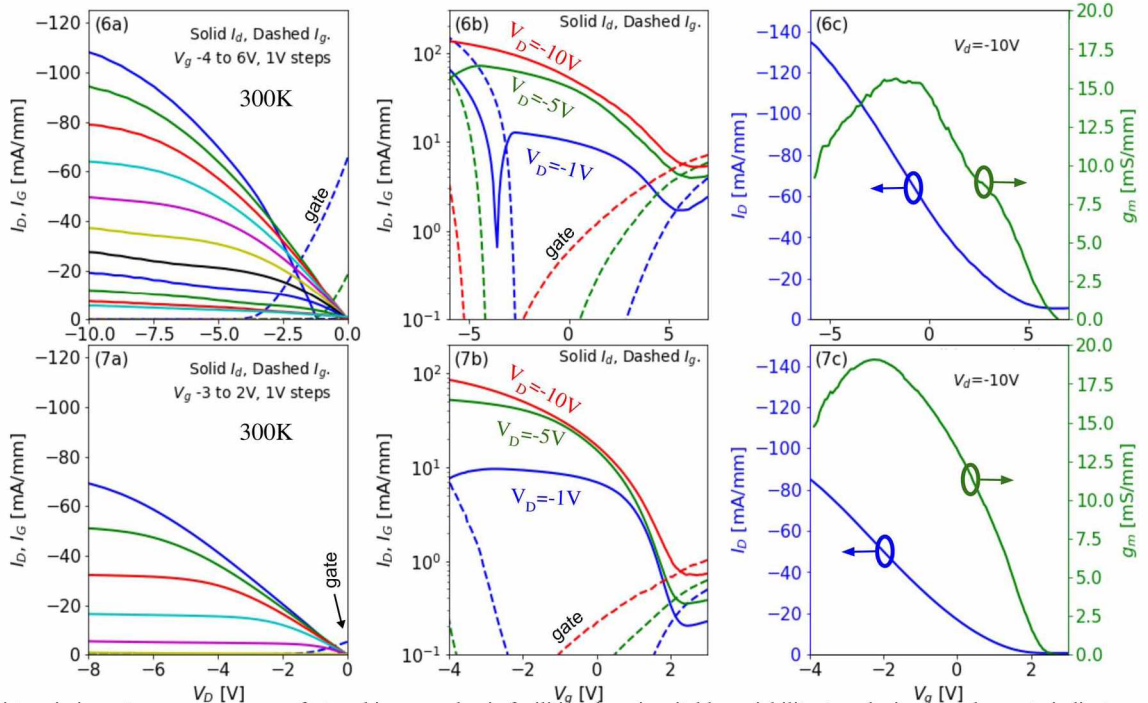 (6a)
Solid I_d, Dashed I_g.
V_g -4 to 6V, 1V steps
300K
gate
I_D, I_G [mA/mm]
−120
−100
−80
−60
−40
−20
0
−10.0 −7.5 −5.0 −2.5 0.0
(6b)
Solid I_d, Dashed I_g.
V_D=-10V
V_D=-5V
V_D=-1V
gate
I_D, I_G [mA/mm]
10^2
10^1
10^0
10^−1
−5 0 5
(6c)
V_d=-10V
I_D [mA/mm]
−140
−120
−100
−80
−60
−40
−20
0
−5 0 5
20.0
17.5
15.0
12.5
10.0
7.5
5.0
2.5
0.0
g_m [mS/mm]
(7a)
Solid I_d, Dashed I_g.
V_g -3 to 2V, 1V steps
300K
gate
I_D, I_G [mA/mm]
−120
−100
−80
−60
−40
−20
0
−8 −6 −4 −2 0
V_D [V]
(7b)
Solid I_d, Dashed I_g.
V_D=-10V
V_D=-5V
V_D=-1V
gate
I_D, I_G [mA/mm]
10^2
10^1
10^0
10^−1
−4 −2 0 2
V_g [V]
(7c)
V_d=-10V
I_D [mA/mm]
−140
−120
−100
−80
−60
−40
−20
0
−4 −2 0 2
V_g [V]
20.0
17.5
15.0
12.5
10.0
7.5
5.0
2.5
0.0
g_m [mS/mm]